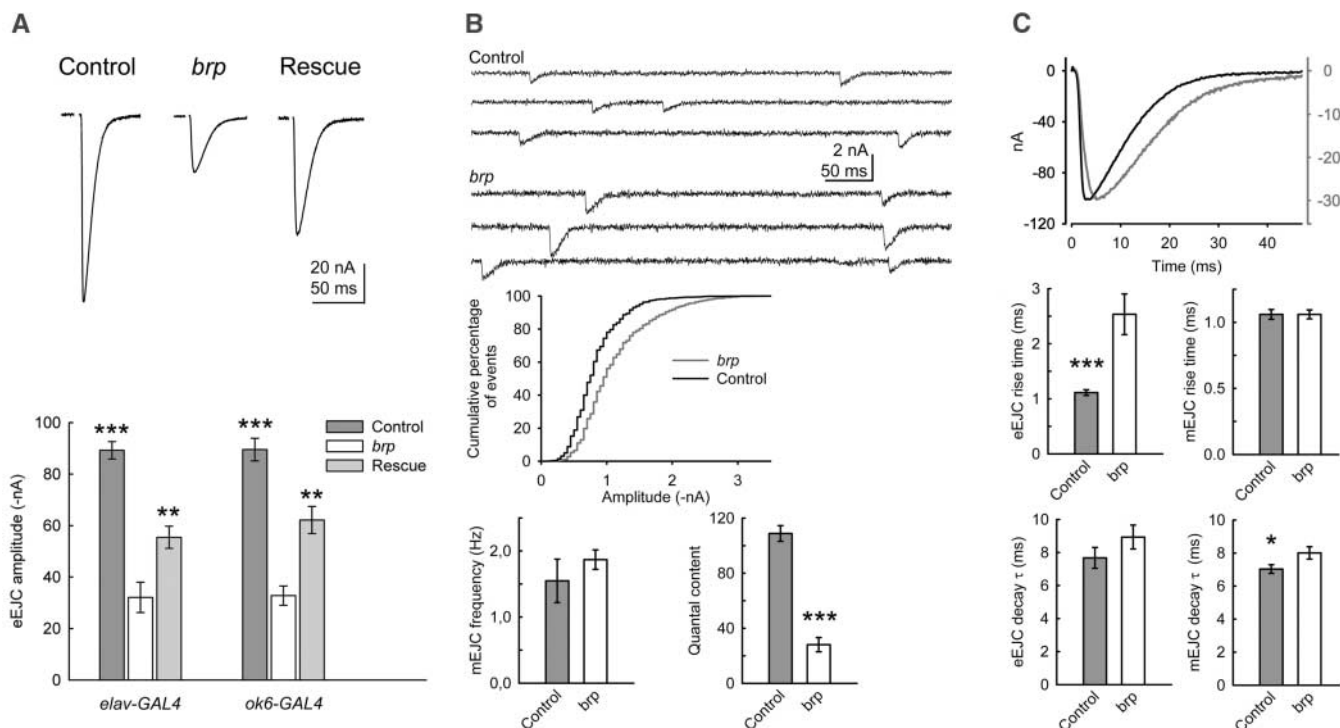 A
Control
brp
Rescue
20 nA
50 ms
eEJC amplitude (-nA)
100
80
60
40
20
0
***
**
***
**
Control
brp
Rescue
elav-GAL4
ok6-GAL4
B
Control
2 nA
50 ms
brp
Cumulative percentage
of events
100
80
60
40
20
0
brp
Control
0
1
2
3
Amplitude (-nA)
mEJC frequency (Hz)
2,0
1,0
0,0
Control
brp
Quantal content
120
80
40
0
***
Control
brp
C
nA
0
-40
-80
-120
0
-10
-20
-30
0
10
20
30
40
Time (ms)
eEJC rise time (ms)
3
2
1
0
***
Control
brp
mEJC rise time (ms)
1.0
0.5
0.0
Control
brp
eEJC decay τ (ms)
10
8
6
4
2
0
Control
brp
mEJC decay τ (ms)
10
8
6
4
2
0
*
Control
brp